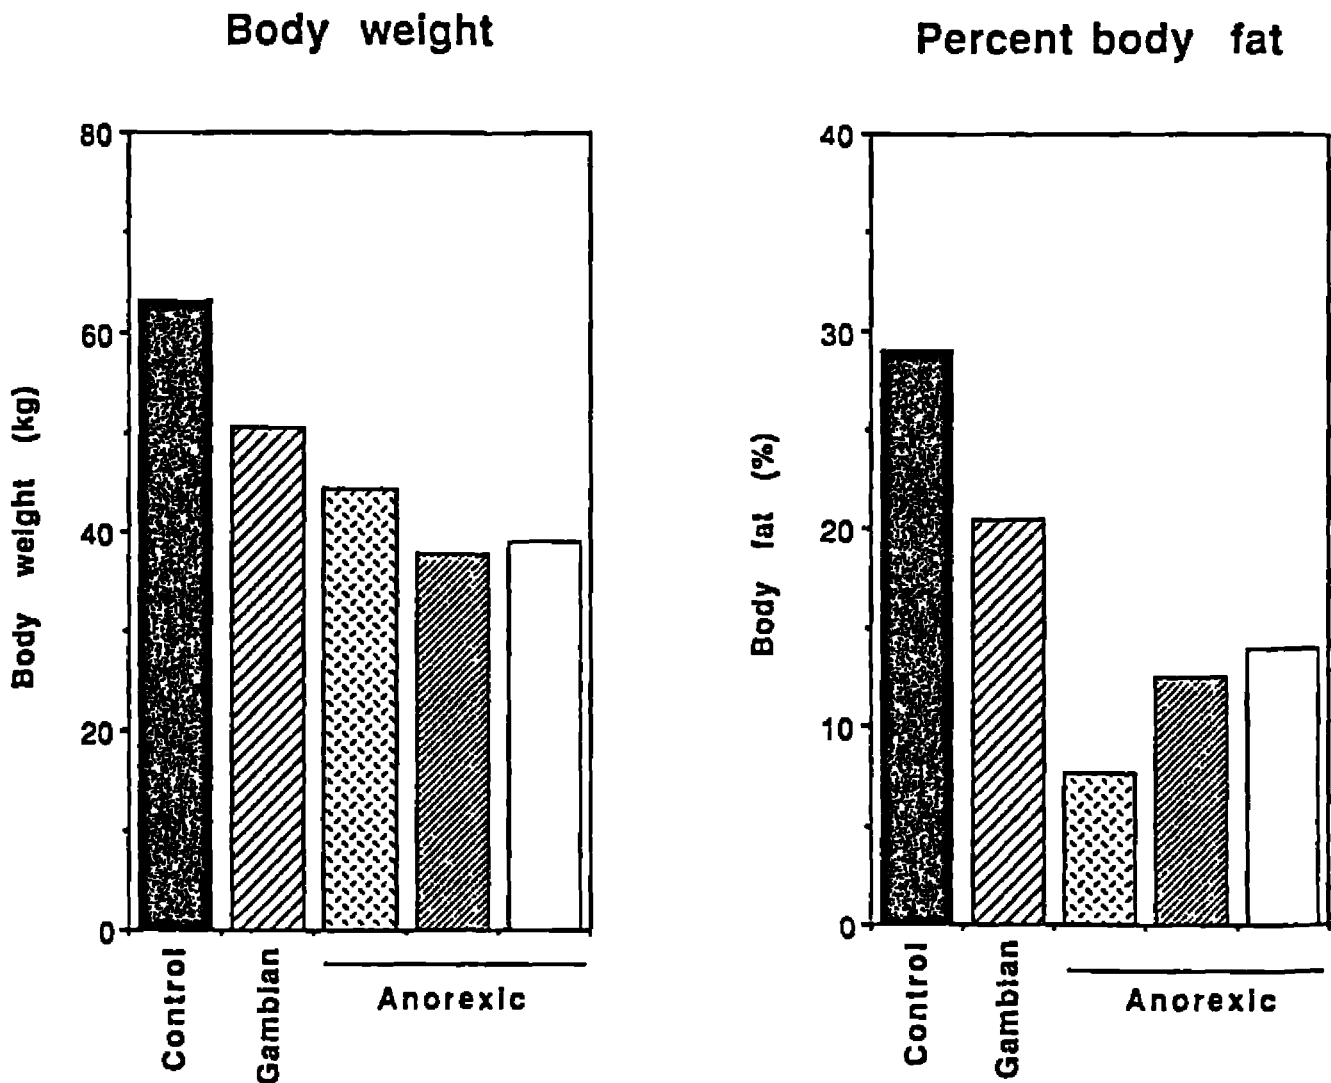 Body weight
Percent body fat
80
60
40
20
0
Body weight (kg)
Control
Gambian
Anorexic
40
30
20
10
0
Body fat (%)
Control
Gambian
Anorexic